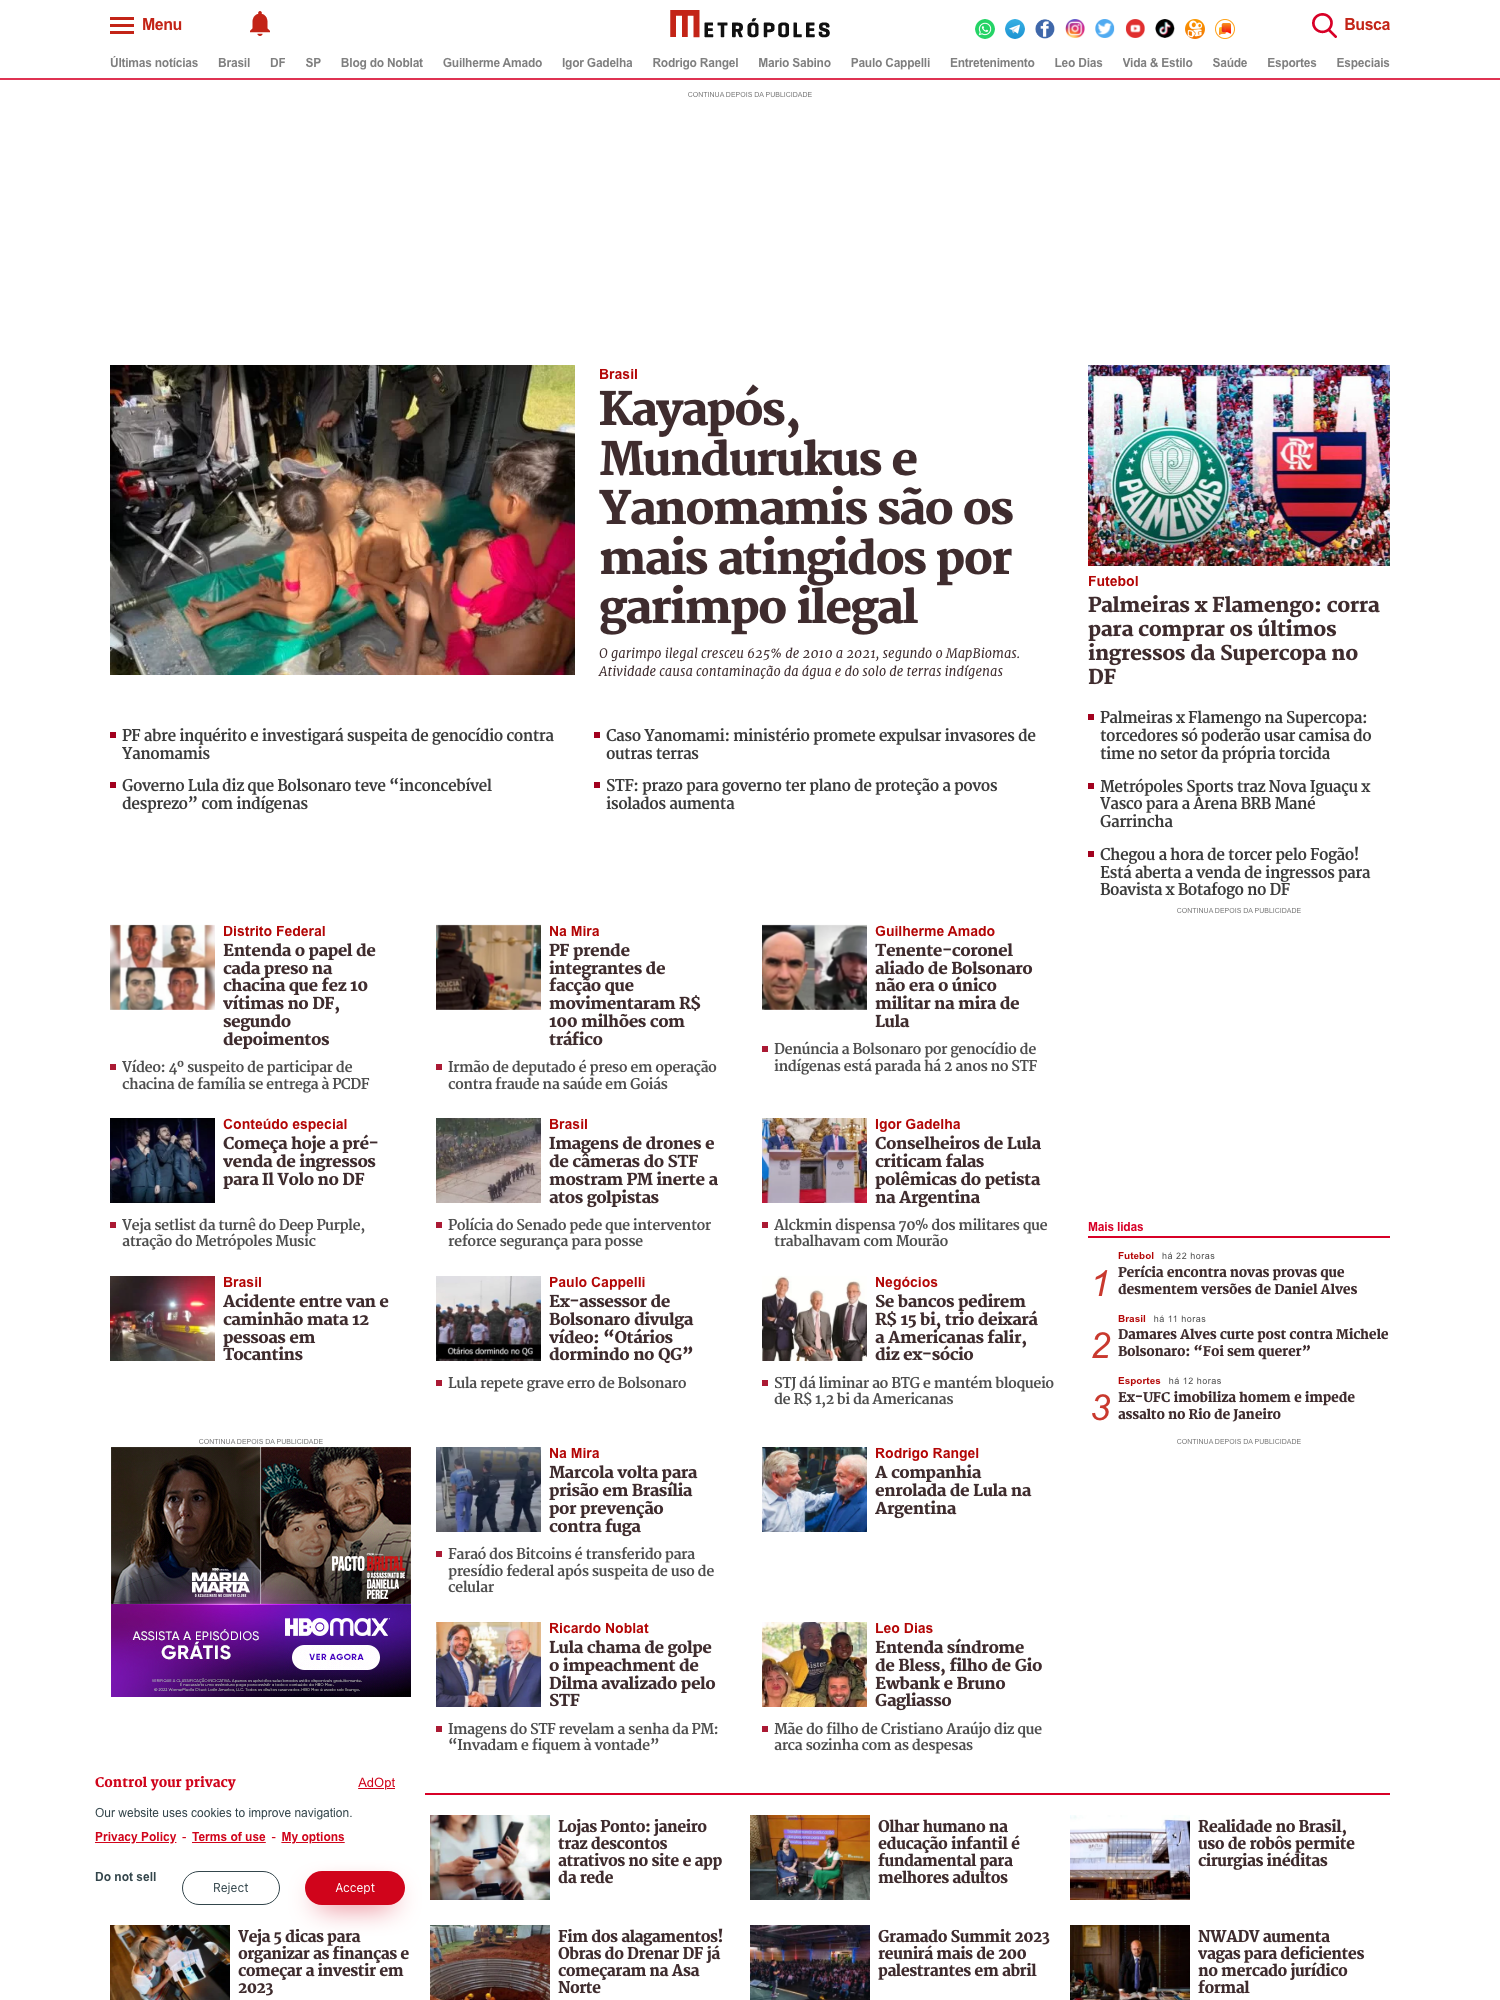 Menu
METRÓPOLES
Busca
Últimas notícias Brasil DF SP Blog do Noblat Guilherme Amado Igor Gadelha Rodrigo Rangel Mario Sabino Paulo Cappelli Entretenimento Leo Dias Vida & Estilo Saúde Esportes Especiais
CONTINUA DEPOIS DA PUBLICIDADE
Brasil
Kayapós,
Mundurukus e
Yanomamis são os
mais atingidos por
garimpo ilegal
O garimpo ilegal cresceu 625% de 2010 a 2021, segundo o MapBiomas.
Atividade causa contaminação da água e do solo de terras indígenas
PF abre inquérito e investigará suspeita de genocídio contra
Yanomamis
Governo Lula diz que Bolsonaro teve “inconcebível
desprezo” com indígenas
Caso Yanomami: ministério promete expulsar invasores de
outras terras
STF: prazo para governo ter plano de proteção a povos
isolados aumenta
PALMEIRAS
Futebol
Palmeiras x Flamengo: corra
para comprar os últimos
ingressos da Supercopa no
DF
Palmeiras x Flamengo na Supercopa:
torcedores só poderão usar camisa do
time no setor da própria torcida
Metrópoles Sports traz Nova Iguaçu x
Vasco para a Arena BRB Mané
Garrincha
Chegou a hora de torcer pelo Fogão!
Está aberta a venda de ingressos para
Boavista x Botafogo no DF
CONTINUA DEPOIS DA PUBLICIDADE
Distrito Federal
Entenda o papel de
cada preso na
chacina que fez 10
vítimas no DF,
segundo
depoimentos
Vídeo: 4º suspeito de participar de
chacina de família se entrega à PCDF
Na Mira
PF prende
integrantes de
facção que
movimentaram R$
100 milhões com
tráfico
Irmão de deputado é preso em operação
contra fraude na saúde em Goiás
Guilherme Amado
Tenente-coronel
aliado de Bolsonaro
não era o único
militar na mira de
Lula
Denúncia a Bolsonaro por genocídio de
indígenas está parada há 2 anos no STF
Conteúdo especial
Começa hoje a pré-
venda de ingressos
para Il Volo no DF
Veja setlist da turnê do Deep Purple,
atração do Metrópoles Music
Brasil
Imagens de drones e
de câmeras do STF
mostram PM inerte a
atos golpistas
Polícia do Senado pede que interventor
reforce segurança para posse
Igor Gadelha
Conselheiros de Lula
criticam falas
polêmicas do petista
na Argentina
Alckmin dispensa 70% dos militares que
trabalhavam com Mourão
Brasil
Acidente entre van e
caminhão mata 12
pessoas em
Tocantins
Otários dormindo no QG
Paulo Cappelli
Ex-assessor de
Bolsonaro divulga
vídeo: “Otários
dormindo no QG”
Lula repete grave erro de Bolsonaro
Negócios
Se bancos pedirem
R$ 15 bi, trio deixará
a Americanas falir,
diz ex-sócio
STJ dá liminar ao BTG e mantém bloqueio
de R$ 1,2 bi da Americanas
Mais lidas
1
Futebol há 22 horas
Perícia encontra novas provas que
desmentem versões de Daniel Alves
2
Brasil há 11 horas
Damares Alves curte post contra Michele
Bolsonaro: “Foi sem querer”
3
Esportes há 12 horas
Ex-UFC imobiliza homem e impede
assalto no Rio de Janeiro
CONTINUA DEPOIS DA PUBLICIDADE
CONTINUA DEPOIS DA PUBLICIDADE
HAPPY
NEW YEAR
MARIA
MARTA
PACTO BRUTAL
O ASSASSINATO DE
DANIELLA
PEREZ
ASSISTA A EPISÓDIOS
GRÁTIS
HBOmax
VER AGORA
Na Mira
Marcola volta para
prisão em Brasília
por prevenção
contra fuga
Faraó dos Bitcoins é transferido para
presídio federal após suspeita de uso de
celular
Rodrigo Rangel
A companhia
enrolada de Lula na
Argentina
Ricardo Noblat
Lula chama de golpe
o impeachment de
Dilma avalizado pelo
STF
Imagens do STF revelam a senha da PM:
“Invadam e fiquem à vontade”
Leo Dias
Entenda síndrome
de Bless, filho de Gio
Ewbank e Bruno
Gagliasso
Mãe do filho de Cristiano Araújo diz que
arca sozinha com as despesas
Control your privacy
AdOpt
Our website uses cookies to improve navigation.
Privacy Policy - Terms of use - My options
Do not sell
Reject
Accept
Lojas Ponto: janeiro
traz descontos
atrativos no site e app
da rede
Olhar humano na
educação infantil é
fundamental para
melhores adultos
Realidade no Brasil,
uso de robôs permite
cirurgias inéditas
Veja 5 dicas para
organizar as finanças e
começar a investir em
2023
Fim dos alagamentos!
Obras do Drenar DF já
começaram na Asa
Norte
Gramado Summit 2023
reunirá mais de 200
palestrantes em abril
NWADV aumenta
vagas para deficientes
no mercado jurídico
formal